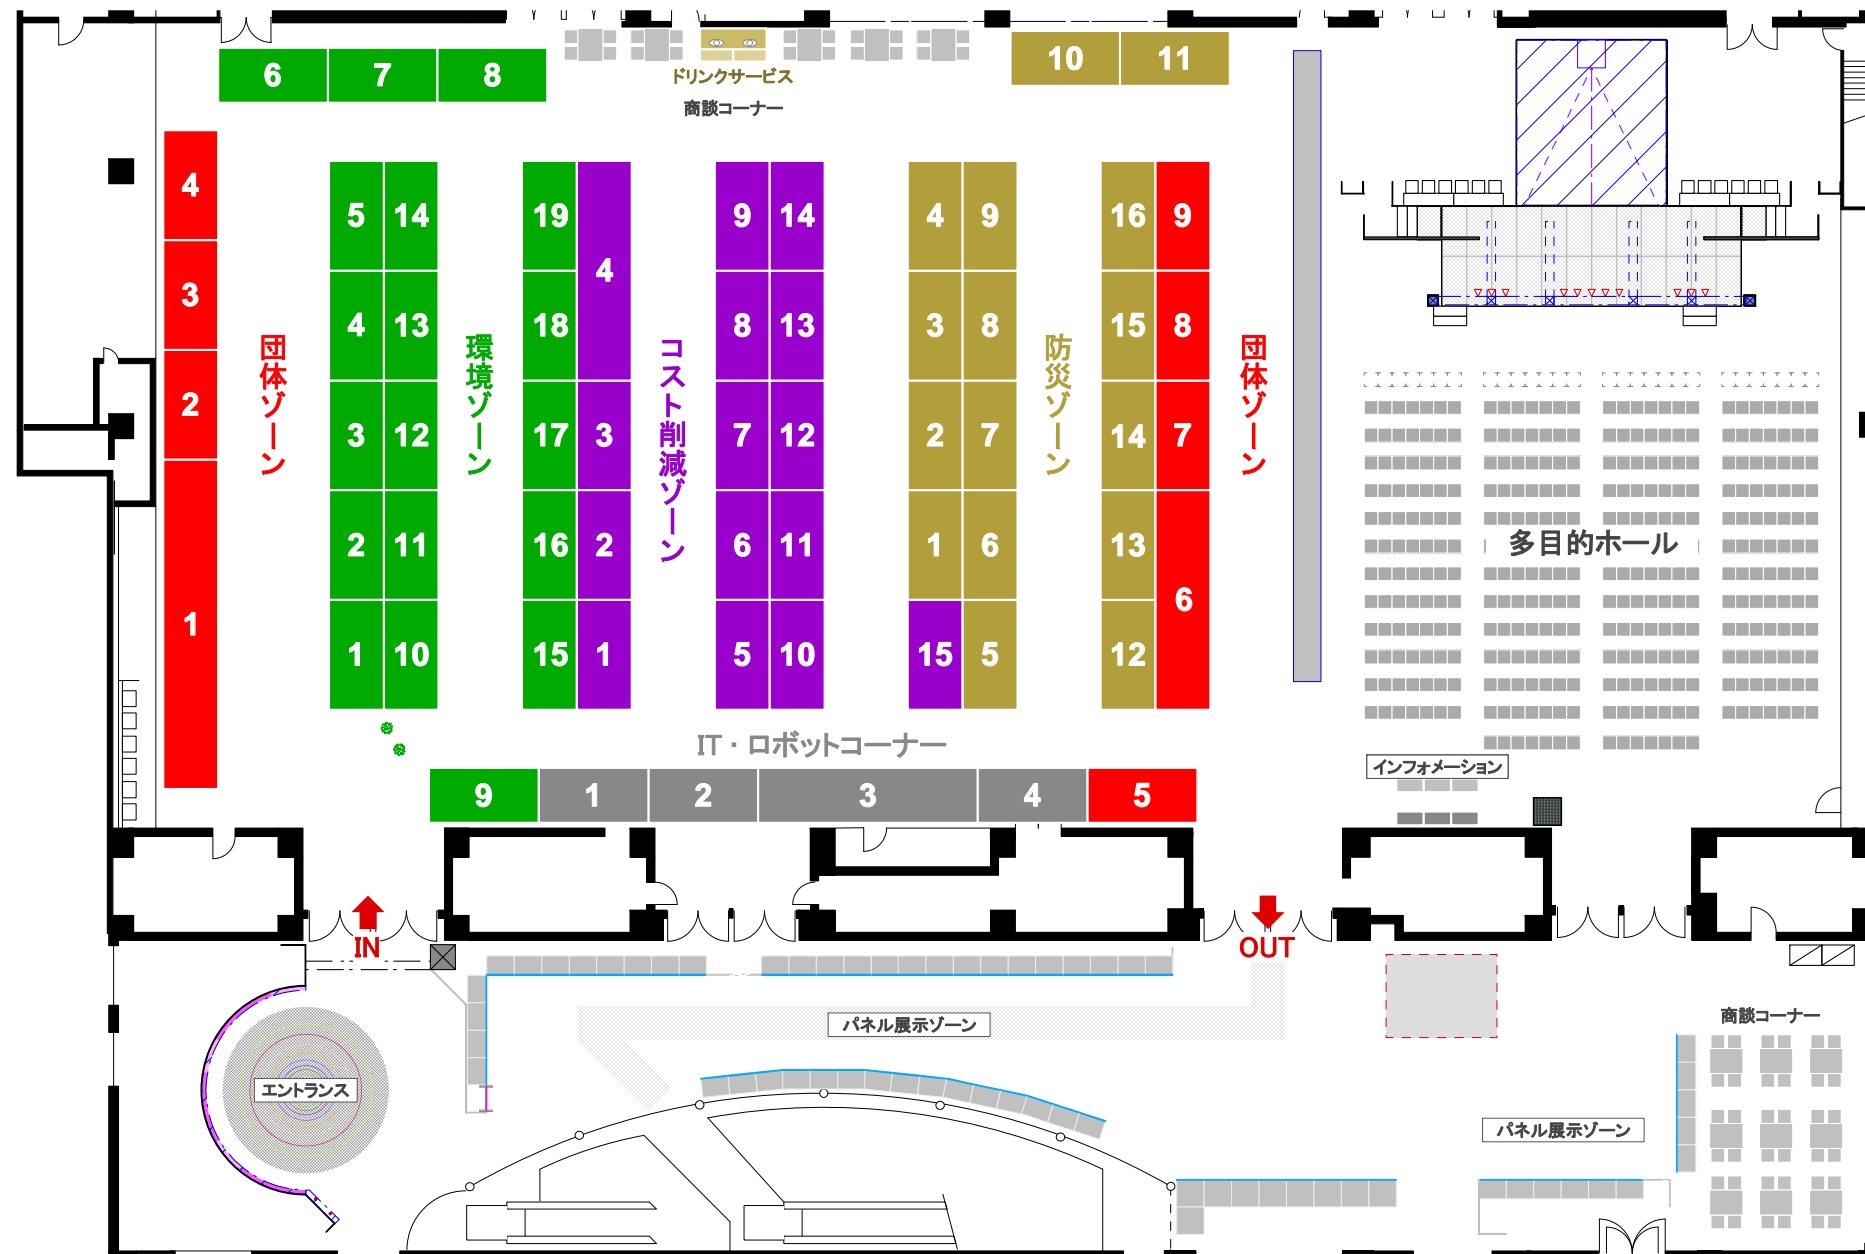 6 7 8
ドリンクサービス
商談コーナー
10 11
4
3
2
1
団体ゾーン
5 14
4 13
3 12
2 11
1 10
環境ゾーン
19
18
17
16
15
4
3
2
1
コスト削減ゾーン
9 14
8 13
7 12
6 11
5 10
4 9
3 8
2 7
1 6
15 5
防災ゾーン
16 9
15 8
14 7
13
6
12
団体ゾーン
多目的ホール
IT・ロボットコーナー
9 1 2 3 4 5
インフォメーション
IN
OUT
パネル展示ゾーン
商談コーナー
エントランス
パネル展示ゾーン